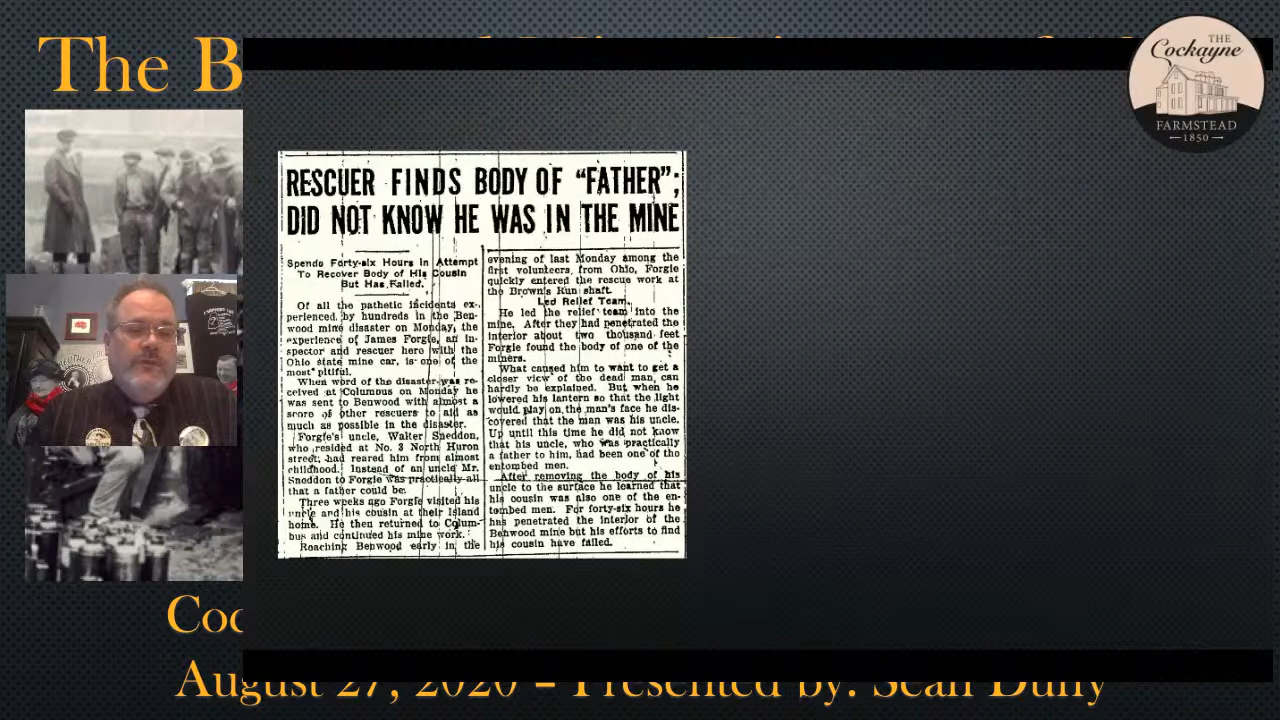 The B
THE
Cockayne
FARMSTEAD
1850
RESCUER FINDS BODY OF “FATHER”;
DID NOT KNOW HE WAS IN THE MINE
Spends Forty-six Hours in Attempt
To Recover Body of His Cousin
But Has Failed.
Of all the pathetic incidents ex-
perienced by hundreds in the Ben-
wood mine disaster on Monday, the
experience of James Forgie, an in-
spector and rescuer here with the
Ohio state mine car, is one of the
most pitiful.
When word of the disaster was re-
ceived at Columbus on Monday he
was sent to Benwood with almost a
score of other rescuers to aid as
much as possible in the disaster.
Forgie's uncle, Walter Sneddon,
who resided at No. 3 North Huron
street, had reared him from almost
childhood. Instead of an uncle Mr.
Sneddon to Forgie was practically all
that a father could be.
Three weeks ago Forgie visited his
uncle and his cousin at their Island
home. He then returned to Colum-
bus and continued his mine work.
Reaching Benwood early in the
evening of last Monday among the
first volunteers, from Ohio, Forgie
quickly entered the rescue work at
the Brown's Run shaft.
Led Relief Team.
He led the relief team into the
mine. After they had penetrated the
interior about two thousand feet
Forgie found the body of one of the
miners.
What caused him to want to get a
closer view of the dead man, can
hardly be explained. But when he
lowered his lantern so that the light
would play on the man's face he dis-
covered that the man was his uncle.
Up until this time he did not know
that his uncle, who was practically
a father to him, had been one of the
entombed men.
After removing the body of his
uncle to the surface he learned that
his cousin was also one of the en-
tombed men. For forty-six hours he
has penetrated the interior of the
Benwood mine but his efforts to find
his cousin have failed.
Coc
August 27, 2020 – Presented by: Sean Duffy